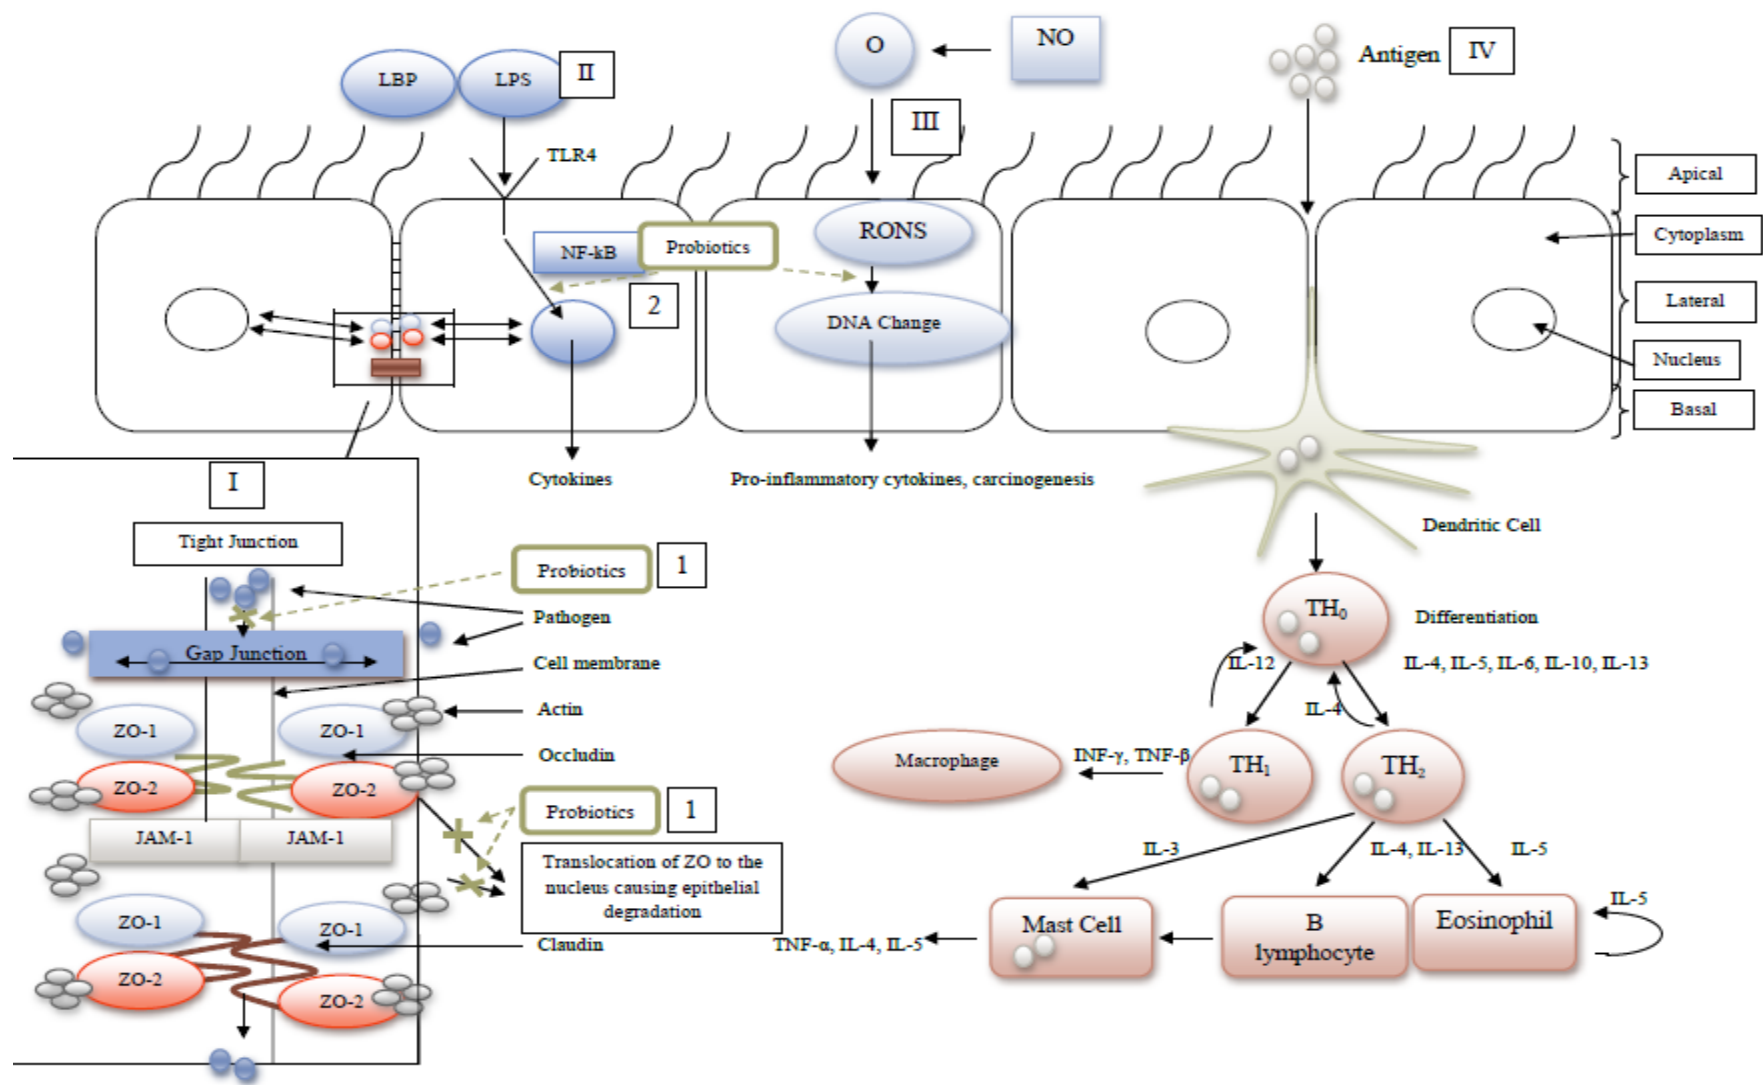 O
NO
LBP
LPS
II
Antigen
IV
III
TLR4
Apical
RONS
Cytoplasm
NF-kB
Probiotics
2
Lateral
DNA Change
Nucleus
Basal
I
Cytokines
Pro-inflammatory cytokines, carcinogenesis
Dendritic Cell
Tight Junction
Probiotics
1
Pathogen
TH0
Differentiation
Gap Junction
Cell membrane
IL-12
IL-4, IL-5, IL-6, IL-10, IL-13
Actin
IL-4
ZO-1
ZO-1
Occludin
INF-γ, TNF-β
Macrophage
TH1
TH2
ZO-2
ZO-2
Probiotics
1
JAM-1
JAM-1
IL-3
IL-4, IL-13
IL-5
Translocation of ZO to the
nucleus causing epithelial
degradation
ZO-1
ZO-1
Claudin
TNF-α, IL-4, IL-5
Mast Cell
B
lymphocyte
Eosinophil
IL-5
ZO-2
ZO-2